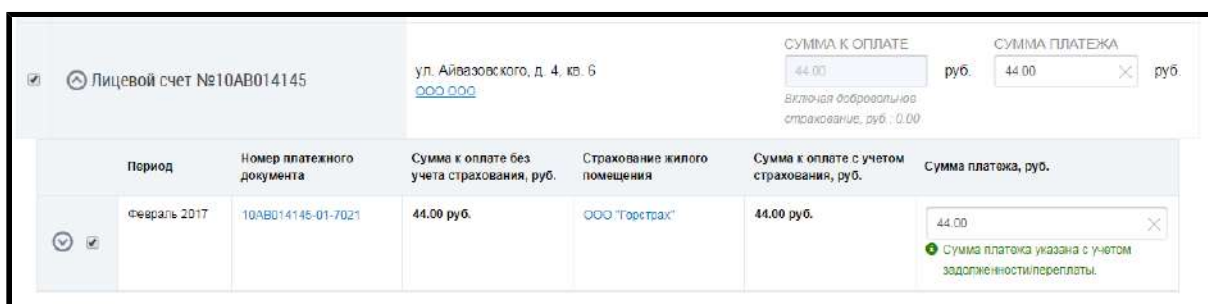 СУММА К ОПЛАТЕ
СУММА ПЛАТЕЖА
Лицевой счет №10АВ014145
ул. Айвазовского, д. 4, кв. 6
44.00
руб.
44.00
руб
ООО ООО
Включая добровольное
страхование, руб.: 0.00
Период
Номер платежного
документа
Сумма к оплате без
учета страхования, руб.
Страхование жилого
помещения
Сумма к оплате с учетом
страхования, руб.
Сумма платежа, руб.
Февраль 2017
10АВ014145-01-7021
44.00 руб.
ООО "Горстрах"
44.00 руб.
44.00
Сумма платежа указана с учетом
задолженности/переплаты.